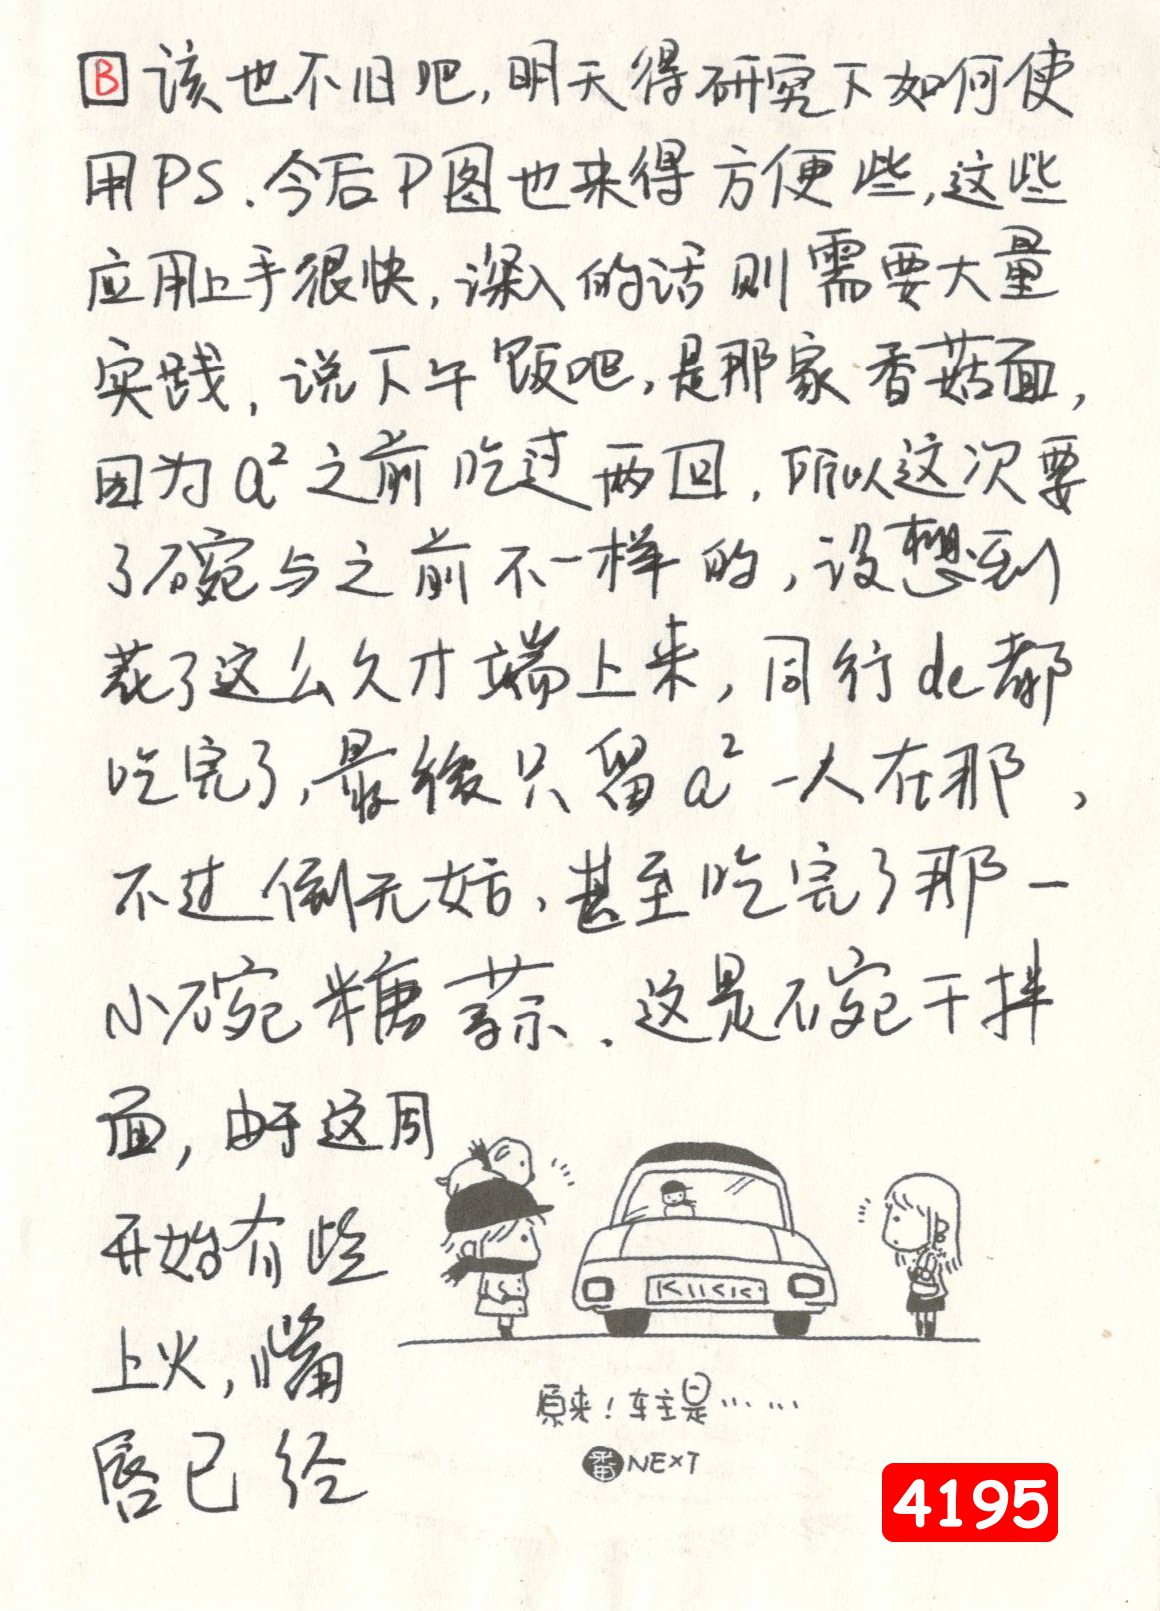 B 该也不旧吧,明天得研究下如何使
用PS.今后P图也来得方便些,这些
应用上手很快,深入的话则需要大量
实践,说下午饭吧,是那家香菇面,
因为a²之前吃过两回,所以这次要
了碗与之前不一样的,没想到
花了这么久才端上来,同行de都
吃完了,最後只留a²一人在那,
不过倒无妨,甚至吃完了那一
小碗糖蒜.这是碗干拌
面,由于这周
开始有些
上火,嘴
唇已经
KIICK
原来!车主是……
番NEXT
4195